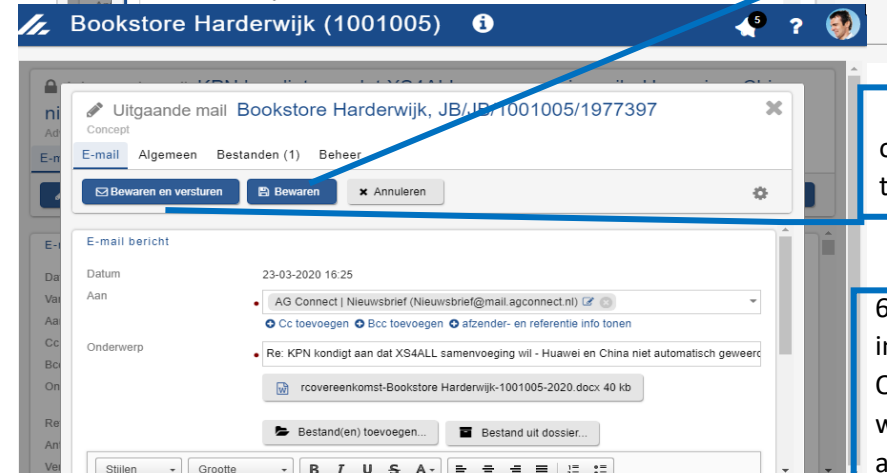 Bookstore Harderwijk (1001005)
5
?
Uitgaande mail Bookstore Harderwijk, JB/JB/1001005/1977397
Concept
E-mail Algemeen Bestanden (1) Beheer
Bewaren en versturen Bewaren Annuleren
E-mail bericht
Datum 23-03-2020 16:25
Aan AG Connect | Nieuwsbrief (Nieuwsbrief@mail.agconnect.nl)
Cc toevoegen Bcc toevoegen afzender- en referentie info tonen
Onderwerp Re: KPN kondigt aan dat XS4ALL samenvoeging wil - Huawei en China niet automatisch geweerd
rcovereenkomst-Bookstore Harderwijk-1001005-2020.docx 40 kb
Bestand(en) toevoegen... Bestand uit dossier...
Stijlen Grootte B I U S A
6